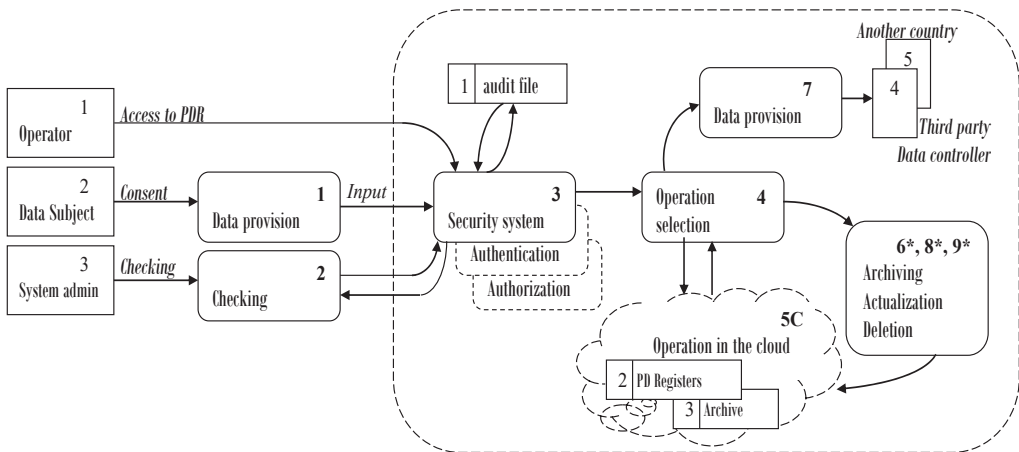 1
Operator
Access to PDR
2
Data Subject
Consent
1
Data provision
Input
3
System admin
Checking
2
Checking
1 audit file
3
Security system
Authentication
Authorization
4
Operation
selection
7
Data provision
Another country
5
4
Third party
Data controller
6*, 8*, 9*
Archiving
Actualization
Deletion
5C
Operation in the cloud
2 PD Registers
3 Archive